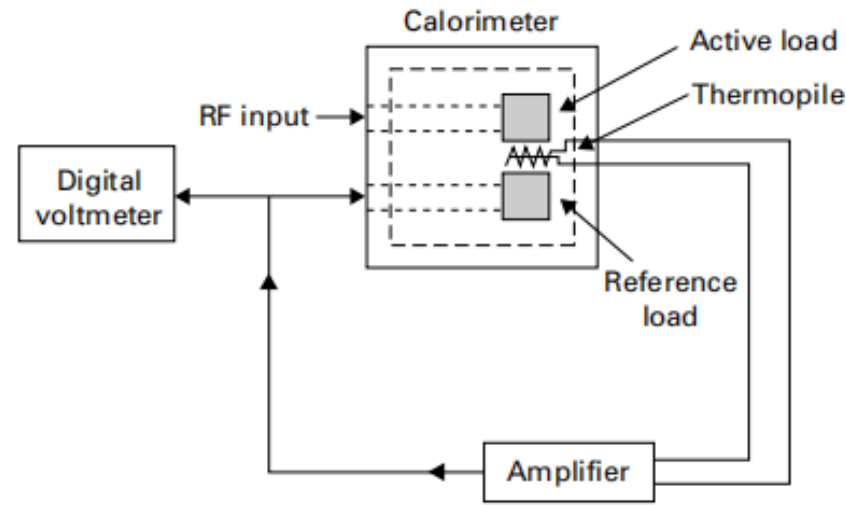 Calorimeter
Active load
Thermopile
RF input
Digital
voltmeter
Reference
load
Amplifier